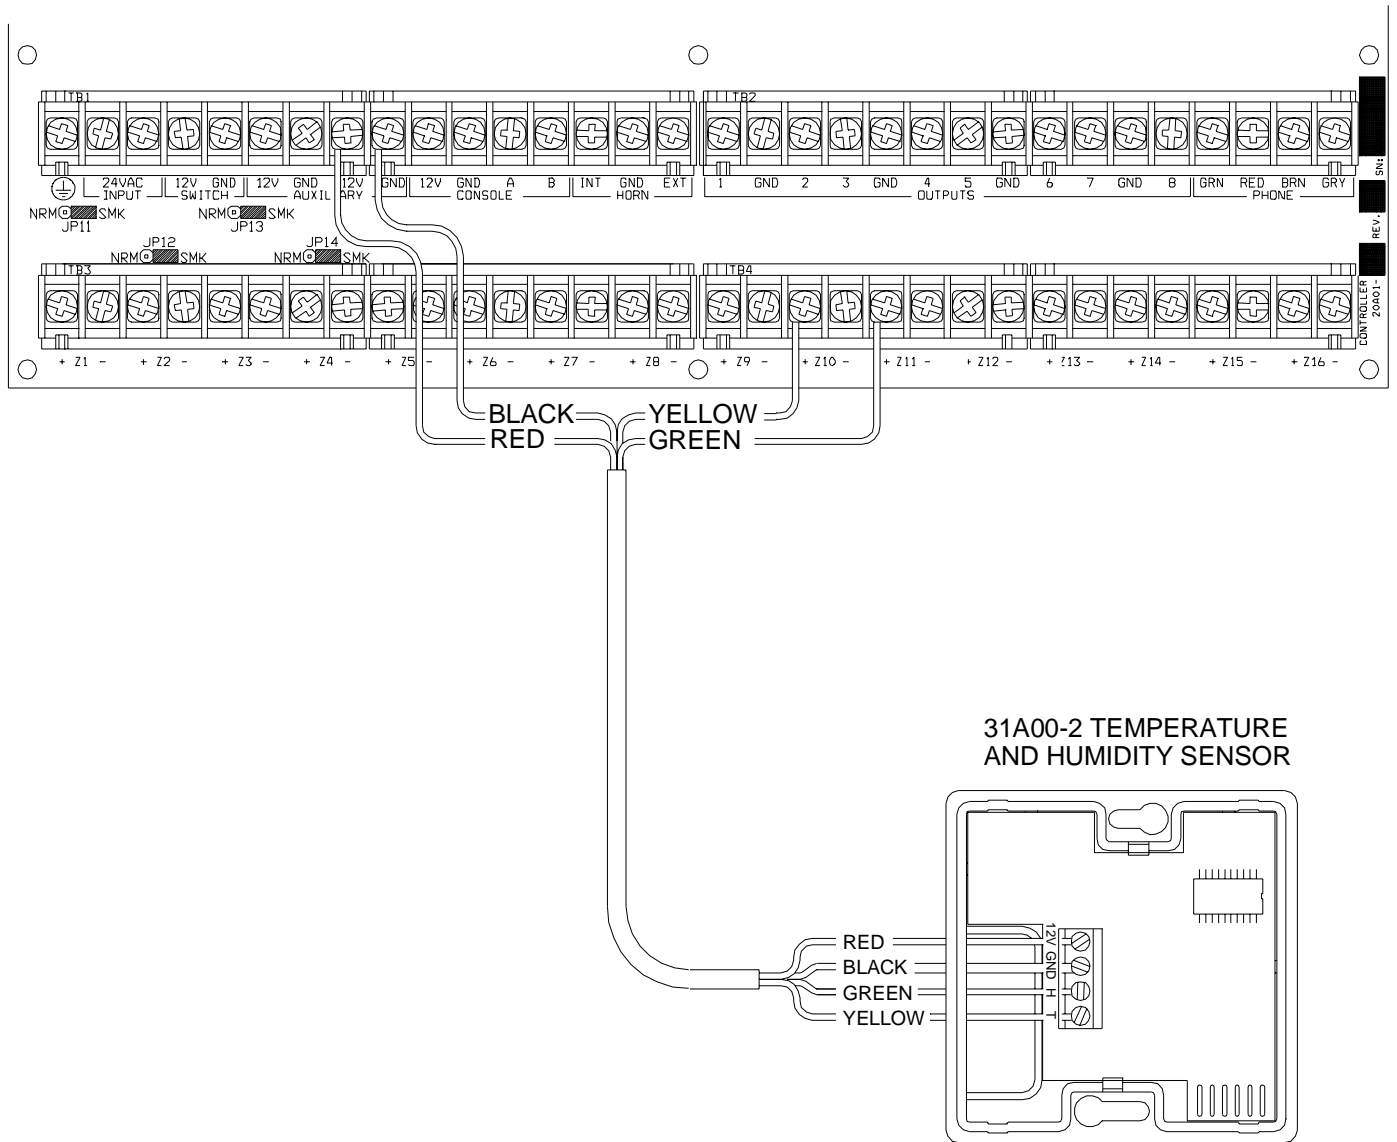 TB1
TB2
24VAC 12V GND 12V GND 12V GND 12V GND A B INT GND EXT
INPUT SWITCH AUXILIARY CONSOLE HORN
1 GND 2 3 GND 4 5 GND 6 7 GND 8 GRN RED BRN GRY
OUTPUTS PHONE
SN:
REV.
CONTROLLER
20A01-
NRM SMK
JP11
NRM SMK
JP13
JP12
NRM SMK
JP14
NRM SMK
TB3
TB4
+ Z1 - + Z2 - + Z3 - + Z4 - + Z5 - + Z6 - + Z7 - + Z8 -
+ Z9 - + Z10 - + Z11 - + Z12 - + Z13 - + Z14 - + Z15 - + Z16 -
BLACK YELLOW
RED GREEN
31A00-2 TEMPERATURE
AND HUMIDITY SENSOR
RED
BLACK
GREEN
YELLOW
12V
GND
H
T